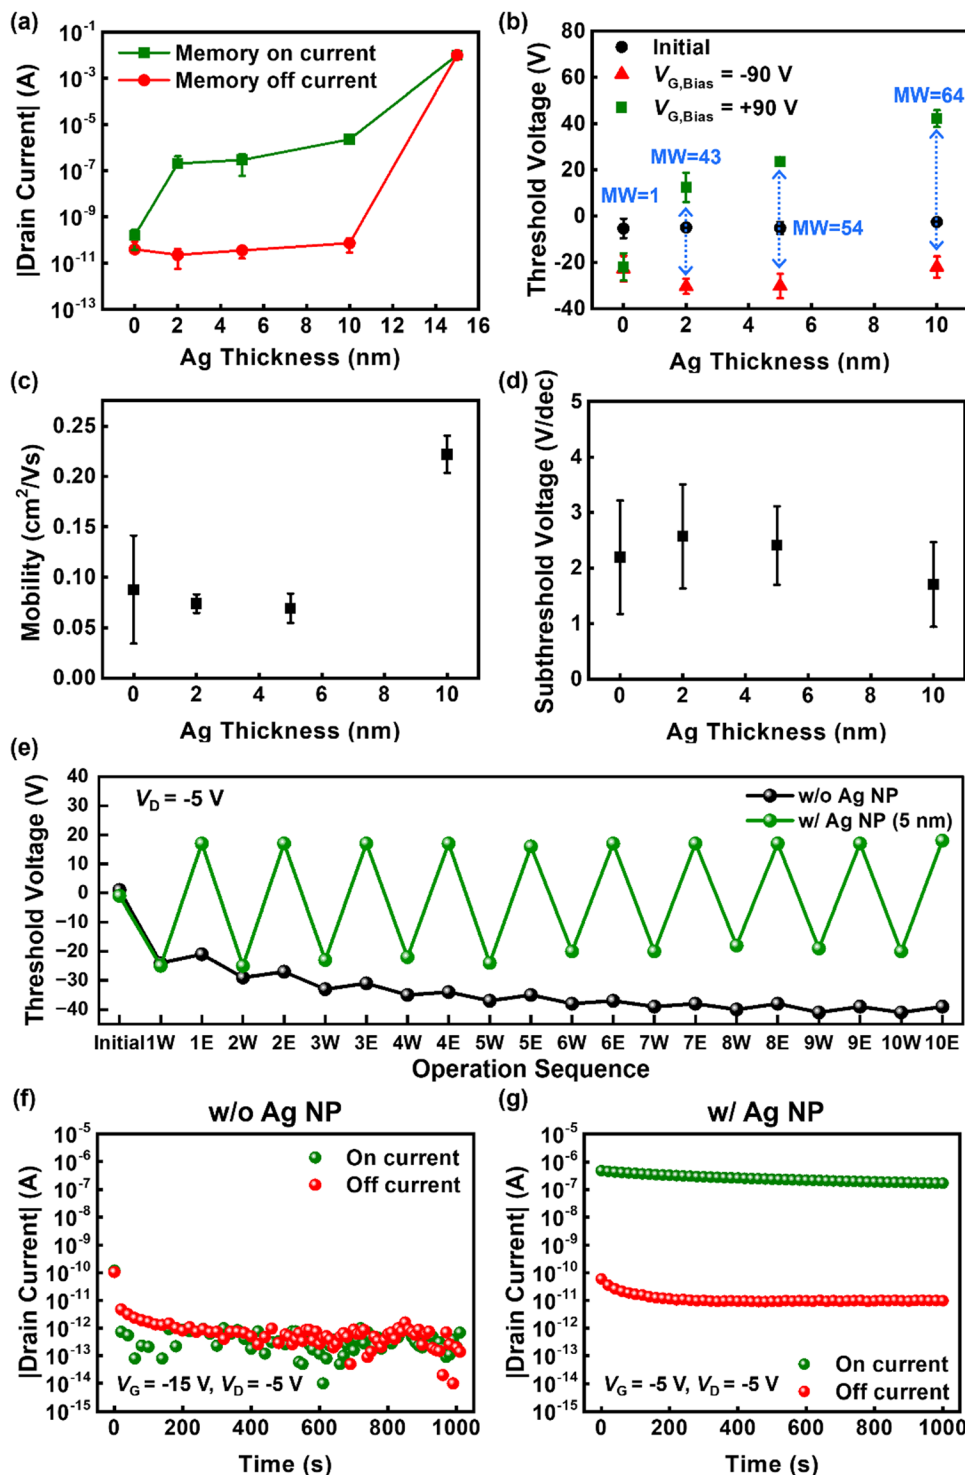 (a)
10⁻¹
10⁻³
10⁻⁵
10⁻⁷
10⁻⁹
10⁻¹¹
10⁻¹³
|Drain Current| (A)
Memory on current
Memory off current
0 2 4 6 8 10 12 14 16
Ag Thickness (nm)
(b)
80
60
40
20
0
-20
-40
Threshold Voltage (V)
Initial
V_G,Bias = -90 V
V_G,Bias = +90 V
MW=64
MW=43
MW=1
MW=54
0 2 4 6 8 10
Ag Thickness (nm)
(c)
0.25
0.20
0.15
0.10
0.05
0.00
Mobility (cm²/Vs)
0 2 4 6 8 10
Ag Thickness (nm)
(d)
5
4
3
2
1
0
Subthreshold Voltage (V/dec)
0 2 4 6 8 10
Ag Thickness (nm)
(e)
40
30
20
10
0
−10
−20
−30
−40
Threshold Voltage (V)
V_D = -5 V
w/o Ag NP
w/ Ag NP (5 nm)
Initial 1W 1E 2W 2E 3W 3E 4W 4E 5W 5E 6W 6E 7W 7E 8W 8E 9W 9E 10W 10E
Operation Sequence
(f)
w/o Ag NP
10⁻⁵
10⁻⁶
10⁻⁷
10⁻⁸
10⁻⁹
10⁻¹⁰
10⁻¹¹
10⁻¹²
10⁻¹³
10⁻¹⁴
10⁻¹⁵
|Drain Current| (A)
On current
Off current
V_G = -15 V, V_D = -5 V
0 200 400 600 800 1000
Time (s)
(g)
w/ Ag NP
10⁻⁵
10⁻⁶
10⁻⁷
10⁻⁸
10⁻⁹
10⁻¹⁰
10⁻¹¹
10⁻¹²
10⁻¹³
10⁻¹⁴
10⁻¹⁵
|Drain Current| (A)
On current
Off current
V_G = -5 V, V_D = -5 V
0 200 400 600 800 1000
Time (s)